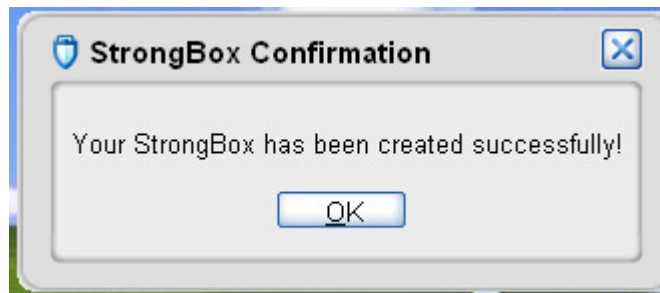 StrongBox Confirmation
Your StrongBox has been created successfully!
OK